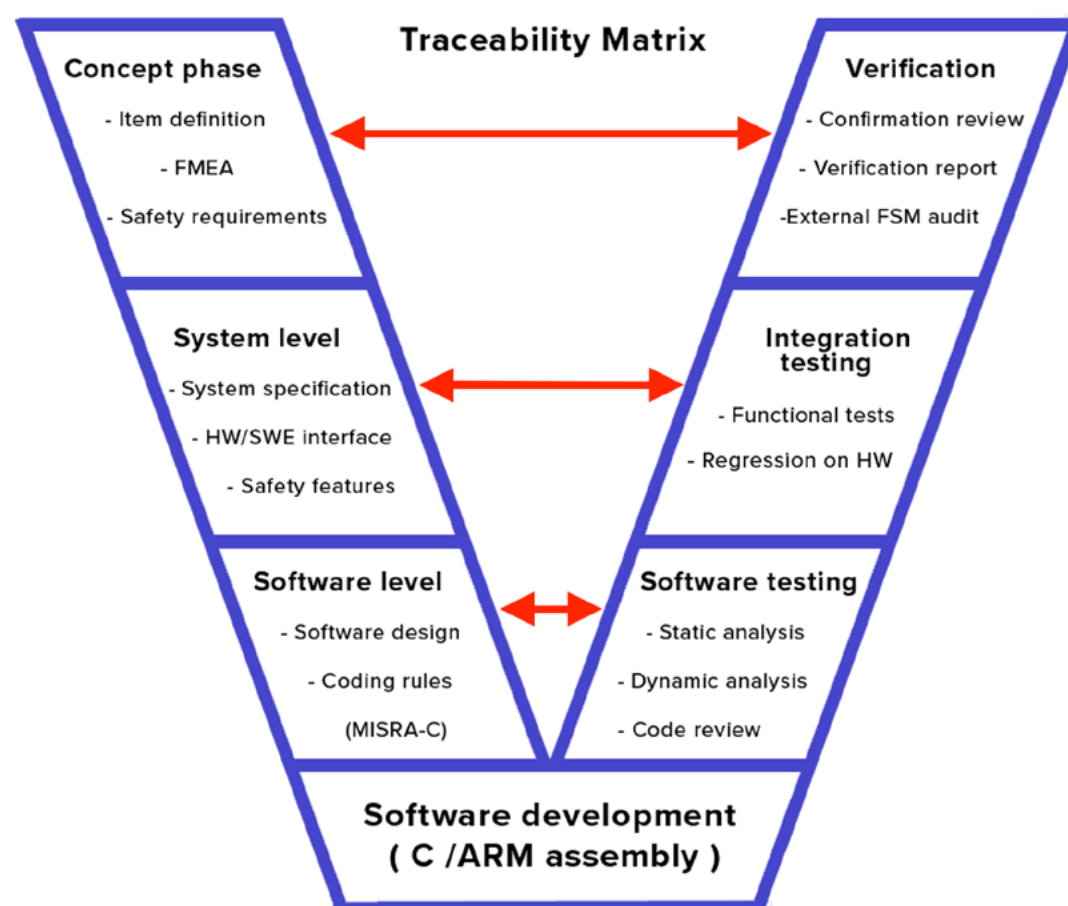 Traceability Matrix
Concept phase
- Item definition
- FMEA
- Safety requirements
Verification
- Confirmation review
- Verification report
-External FSM audit
System level
- System specification
- HW/SWE interface
- Safety features
Integration
testing
- Functional tests
- Regression on HW
Software level
- Software design
- Coding rules
(MISRA-C)
Software testing
- Static analysis
- Dynamic analysis
- Code review
Software development
( C /ARM assembly )